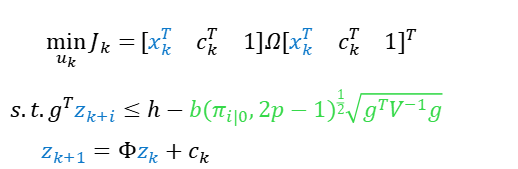 min_{u_k} J_k = [x_k^T c_k^T 1]Ω[x_k^T c_k^T 1]^T
s.t. g^T z_{k+i} ≤ h − b(π_{i|0}, 2p − 1)^{1/2} √(g^T V^{−1} g)
z_{k+1} = Φz_k + c_k